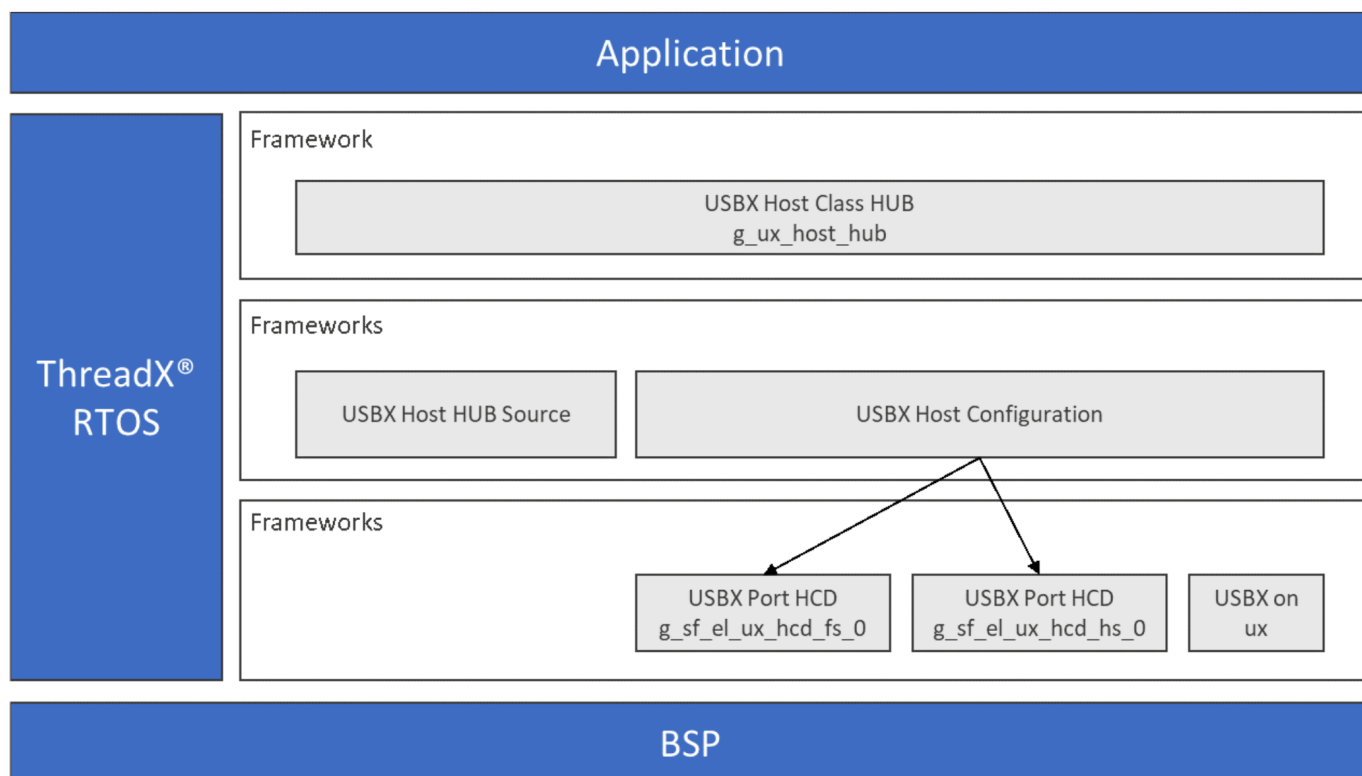 Application
ThreadX®
RTOS
Framework
USBX Host Class HUB
g_ux_host_hub
Frameworks
USBX Host HUB Source
USBX Host Configuration
Frameworks
USBX Port HCD
g_sf_el_ux_hcd_fs_0
USBX Port HCD
g_sf_el_ux_hcd_hs_0
USBX on
ux
BSP